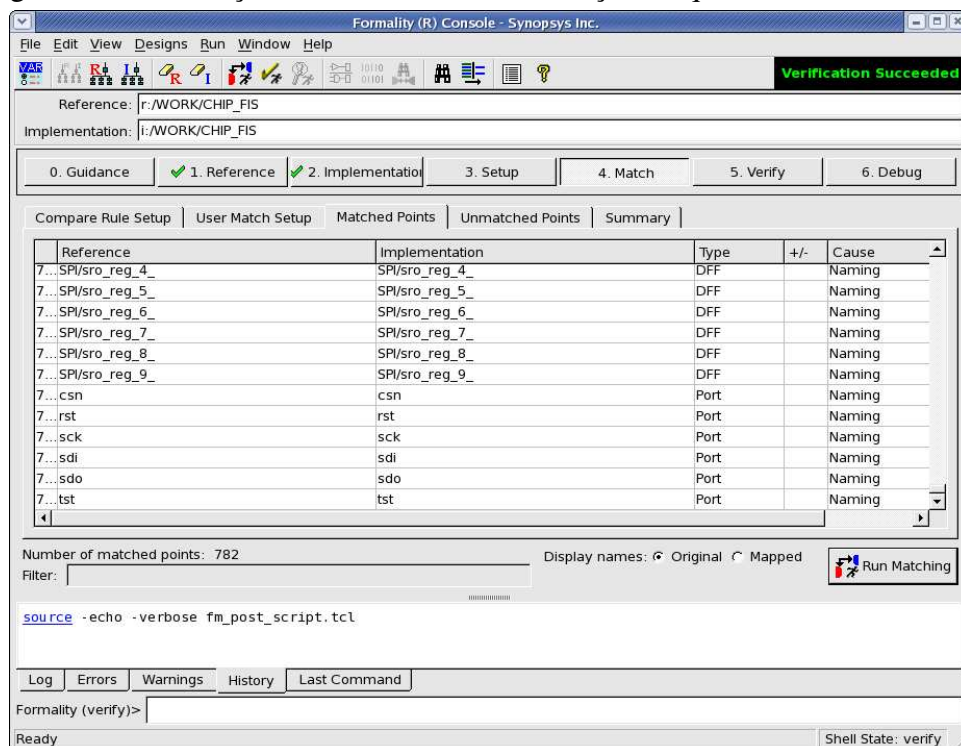 Formality (R) Console - Synopsys Inc.
File Edit View Designs Run Window Help
Verification Succeeded
Reference: r:/WORK/CHIP_FIS
Implementation: i:/WORK/CHIP_FIS
0. Guidance 1. Reference 2. Implementation 3. Setup 4. Match 5. Verify 6. Debug
Compare Rule Setup User Match Setup Matched Points Unmatched Points Summary
Reference Implementation Type +/- Cause
7... SPI/sro_reg_4_ SPI/sro_reg_4_ DFF Naming
7... SPI/sro_reg_5_ SPI/sro_reg_5_ DFF Naming
7... SPI/sro_reg_6_ SPI/sro_reg_6_ DFF Naming
7... SPI/sro_reg_7_ SPI/sro_reg_7_ DFF Naming
7... SPI/sro_reg_8_ SPI/sro_reg_8_ DFF Naming
7... SPI/sro_reg_9_ SPI/sro_reg_9_ DFF Naming
7... csn csn Port Naming
7... rst rst Port Naming
7... sck sck Port Naming
7... sdi sdi Port Naming
7... sdo sdo Port Naming
7... tst tst Port Naming
Number of matched points: 782 Display names: Original Mapped
Run Matching
Filter:
source -echo -verbose fm_post_script.tcl
Log Errors Warnings History Last Command
Formality (verify)>
Ready Shell State: verify